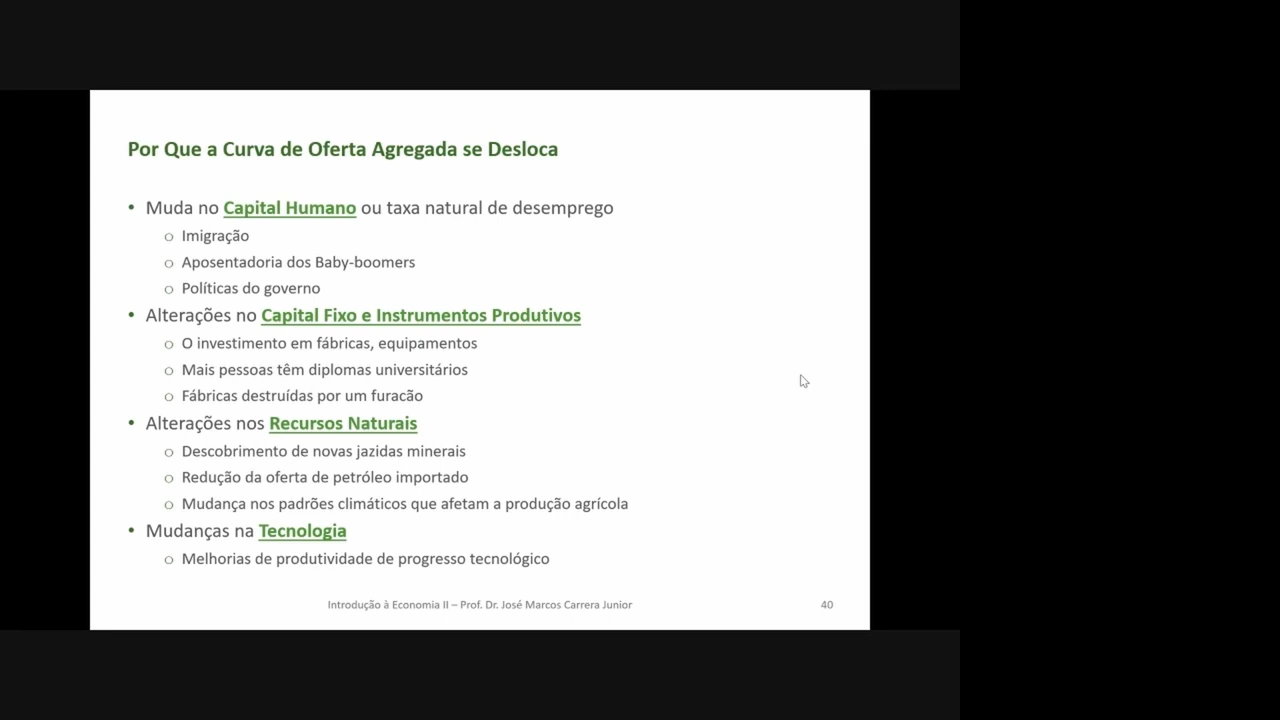 Por Que a Curva de Oferta Agregada se Desloca
• Muda no Capital Humano ou taxa natural de desemprego
○ Imigração
○ Aposentadoria dos Baby-boomers
○ Políticas do governo
• Alterações no Capital Fixo e Instrumentos Produtivos
○ O investimento em fábricas, equipamentos
○ Mais pessoas têm diplomas universitários
○ Fábricas destruídas por um furacão
• Alterações nos Recursos Naturais
○ Descobrimento de novas jazidas minerais
○ Redução da oferta de petróleo importado
○ Mudança nos padrões climáticos que afetam a produção agrícola
• Mudanças na Tecnologia
○ Melhorias de produtividade de progresso tecnológico
Introdução à Economia II – Prof. Dr. José Marcos Carrera Junior 40